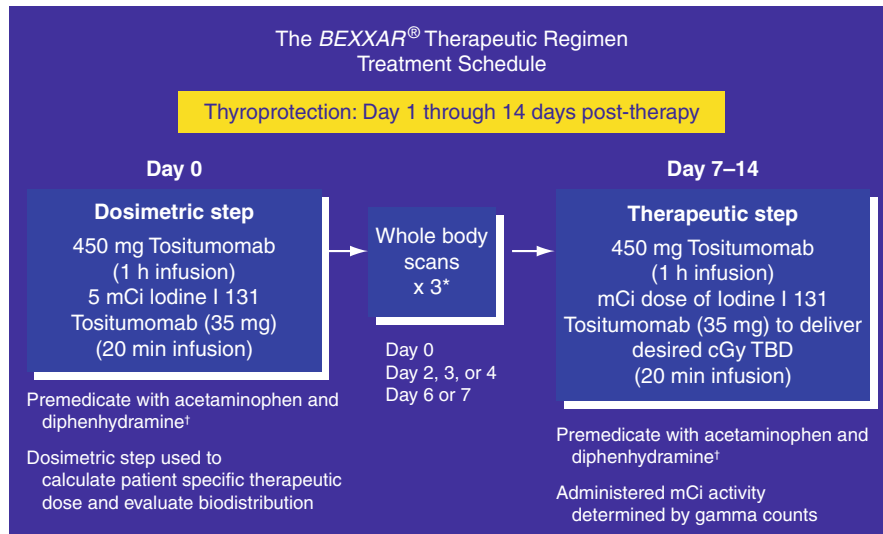 The BEXXAR® Therapeutic Regimen
Treatment Schedule
Thyroprotection: Day 1 through 14 days post-therapy
Day 0
Dosimetric step
450 mg Tositumomab
(1 h infusion)
5 mCi Iodine I 131
Tositumomab (35 mg)
(20 min infusion)
Premedicate with acetaminophen and
diphenhydramine†
Dosimetric step used to
calculate patient specific therapeutic
dose and evaluate biodistribution
Whole body
scans
x 3*
Day 0
Day 2, 3, or 4
Day 6 or 7
Day 7–14
Therapeutic step
450 mg Tositumomab
(1 h infusion)
mCi dose of Iodine I 131
Tositumomab (35 mg) to deliver
desired cGy TBD
(20 min infusion)
Premedicate with acetaminophen and
diphenhydramine†
Administered mCi activity
determined by gamma counts